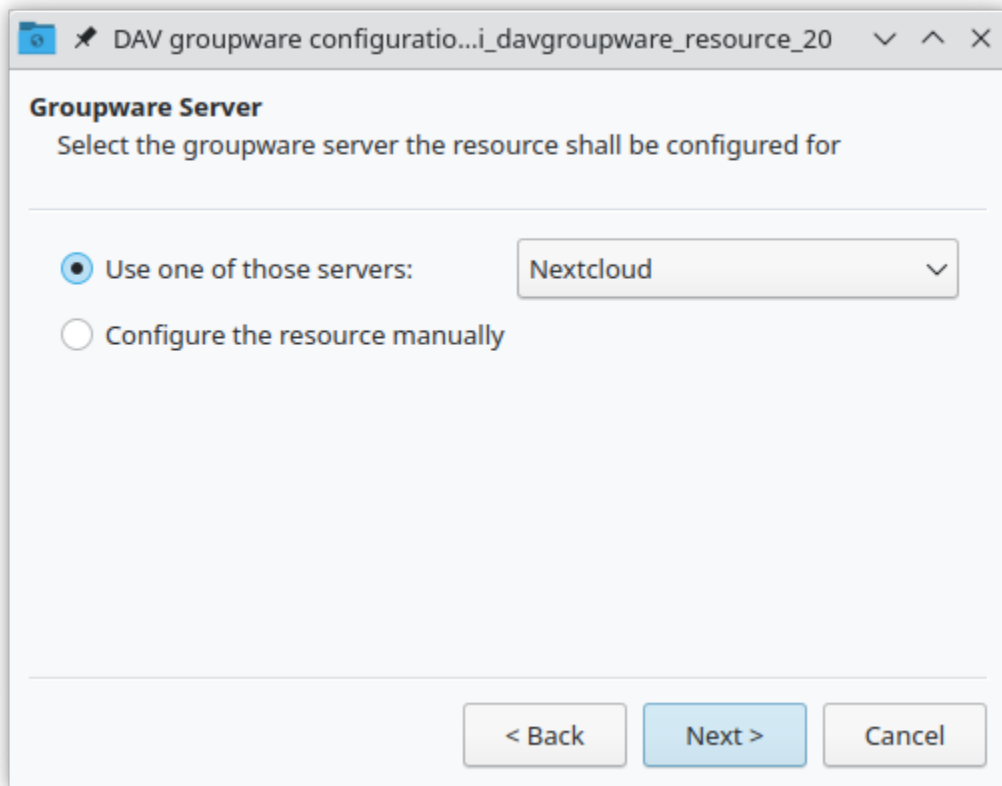 DAV groupware configuratio...i_davgroupware_resource_20
Groupware Server
Select the groupware server the resource shall be configured for
Use one of those servers: Nextcloud
Configure the resource manually
< Back Next > Cancel